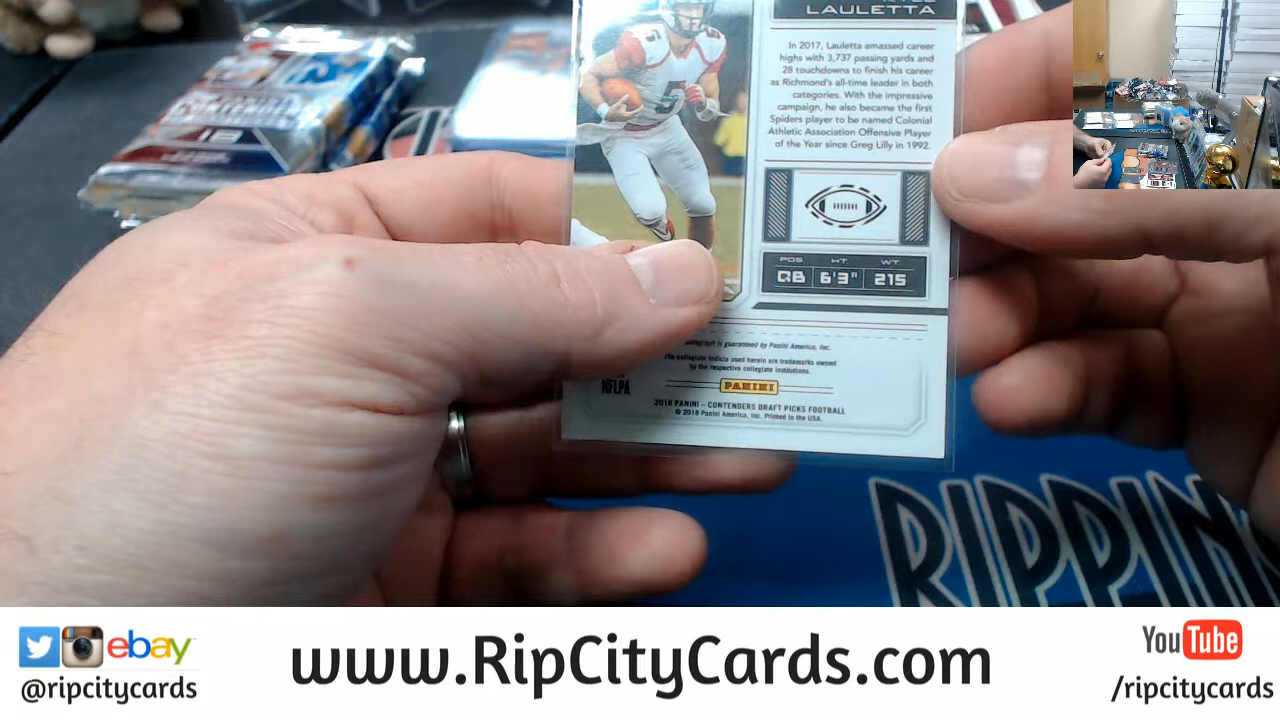 LAULETTA
In 2017, Lauletta amassed career
highs with 3,737 passing yards and
28 touchdowns to finish his career
as Richmond's all-time leader in both
categories. With the impressive
campaign, he also became the first
Spiders player to be named Colonial
Athletic Association Offensive Player
of the Year since Greg Lilly in 1992.
5
POS. HT WT
QB 6'3" 215
autograph is guaranteed by Panini America, Inc.
The collegiate indicia used herein are trademarks owned
by the respective collegiate institutions.
NFLPA
PANINI
2018 PANINI - CONTENDERS DRAFT PICKS FOOTBALL
© 2018 Panini America, Inc. Printed in the USA.
18
RIPPIN
ebay
@ripcitycards
www.RipCityCards.com
YouTube
/ripcitycards